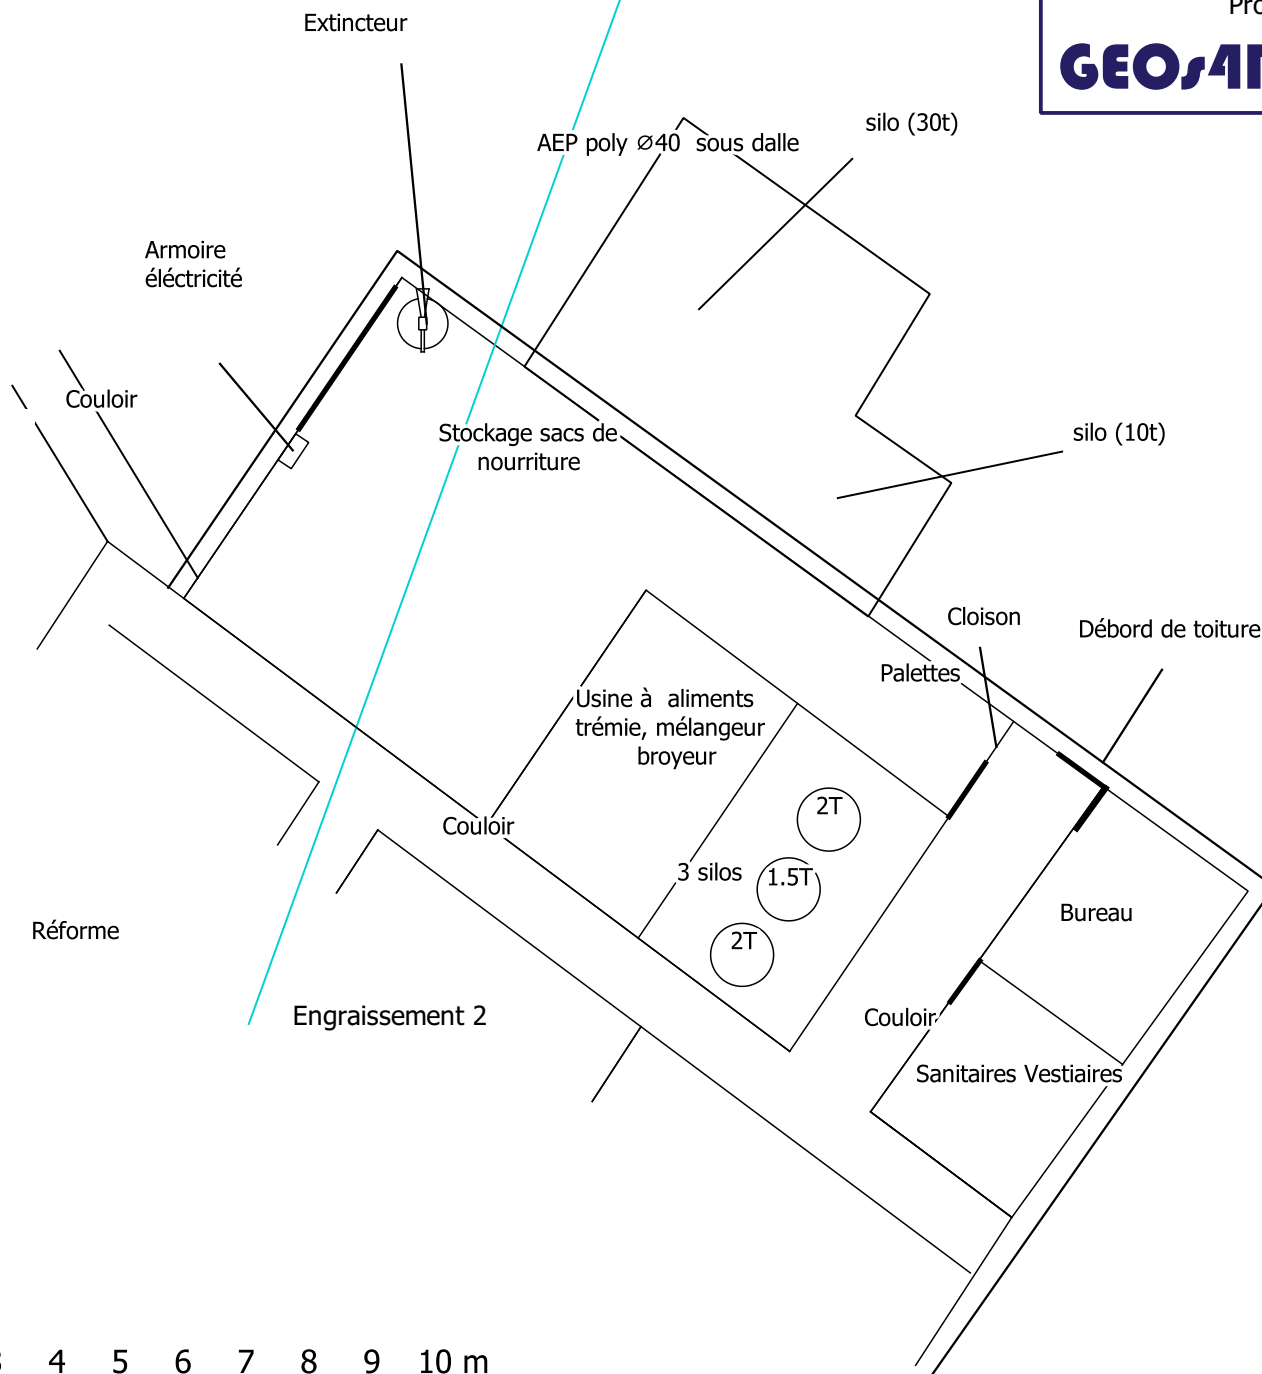 Extincteur
AEP poly ∅40 sous dalle
silo (30t)
Armoire
éléctricité
Couloir
Stockage sacs de
nourriture
silo (10t)
Cloison
Débord de toiture
Palettes
Usine à aliments
trémie, mélangeur
broyeur
2T
Couloir
3 silos
1.5T
2T
Bureau
Réforme
Engraissement 2
Couloir
Sanitaires Vestiaires
4 5 6 7 8 9 10 m